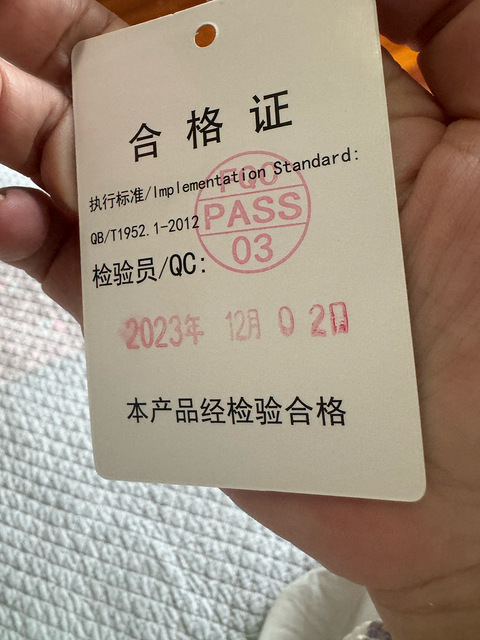 合格证
执行标准/Implementation Standard:
FQC
QB/T1952.1-2012
PASS
检验员/QC:
03
2023年 12月 02日
本产品经检验合格